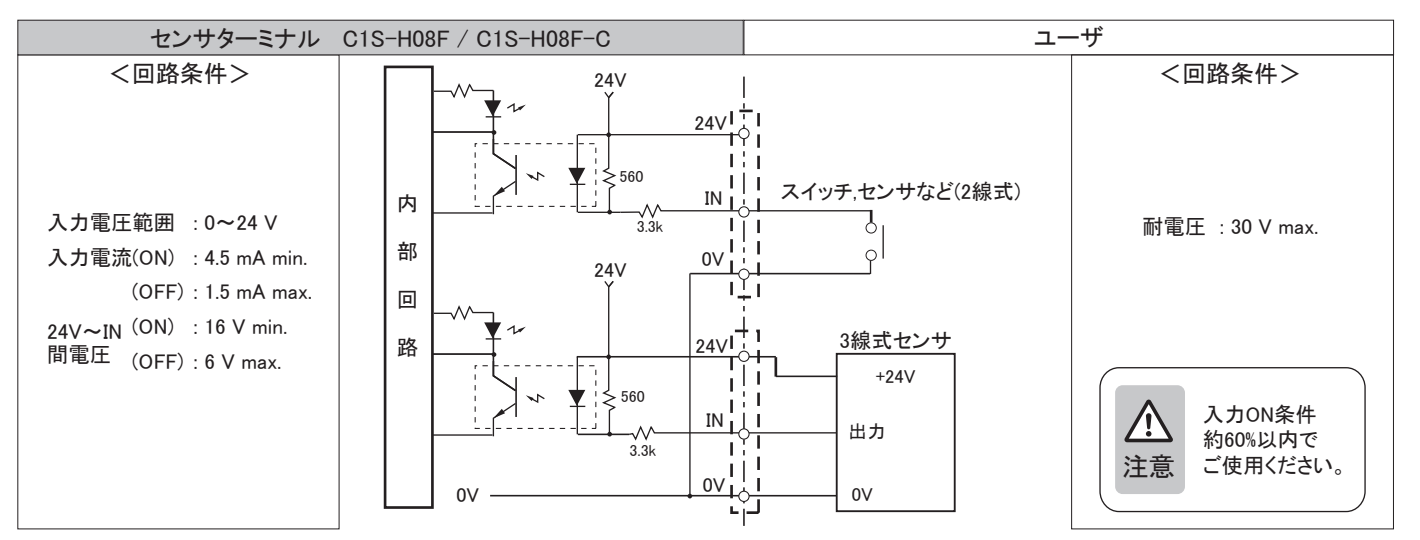 センサターミナル C1S-H08F / C1S-H08F-C
ユーザ
＜回路条件＞
入力電圧範囲 : 0～24 V
入力電流(ON) : 4.5 mA min.
(OFF) : 1.5 mA max.
24V～IN間電圧 (ON) : 16 V min.
(OFF) : 6 V max.
内部回路
24V
24V
560
IN
3.3k
0V
スイッチ,センサなど(2線式)
24V
24V
560
IN
3.3k
0V
0V
3線式センサ
+24V
出力
0V
＜回路条件＞
耐電圧 : 30 V max.
注意
入力ON条件
約60%以内で
ご使用ください。